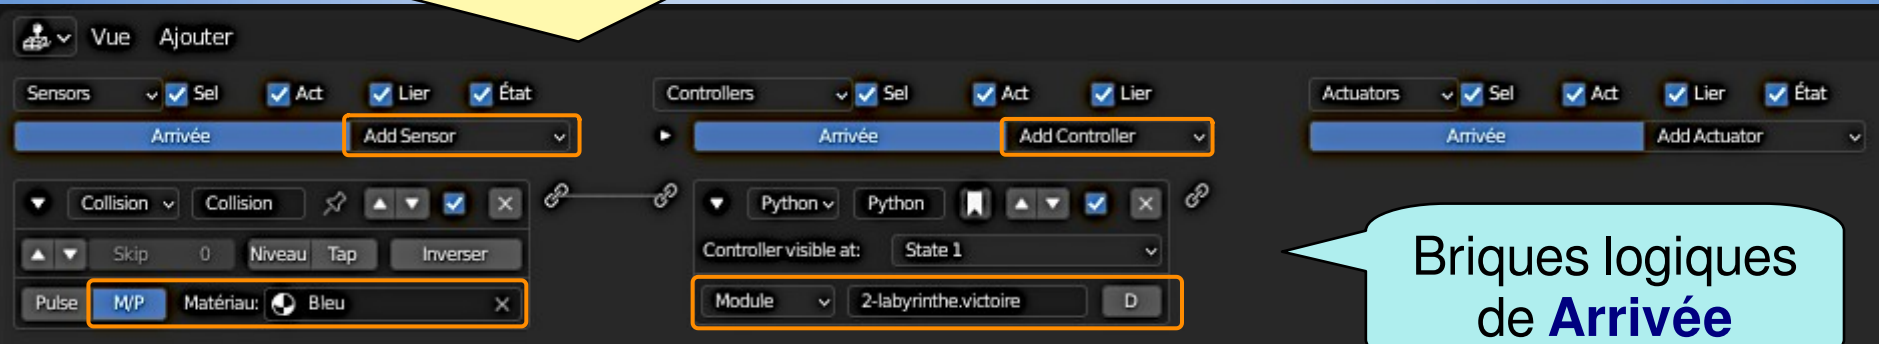 Vue Ajouter
Sensors Sel Act Lier État Controllers Sel Act Lier Actuators Sel Act Lier État
Arrivée Add Sensor Arrivée Add Controller Arrivée Add Actuator
Collision Collision Python Python
Skip 0 Niveau Tap Inverser Controller visible at: State 1
Pulse M/P Matériau: Bleu Module 2-labyrinthe.victoire D
Briques logiques
de Arrivée